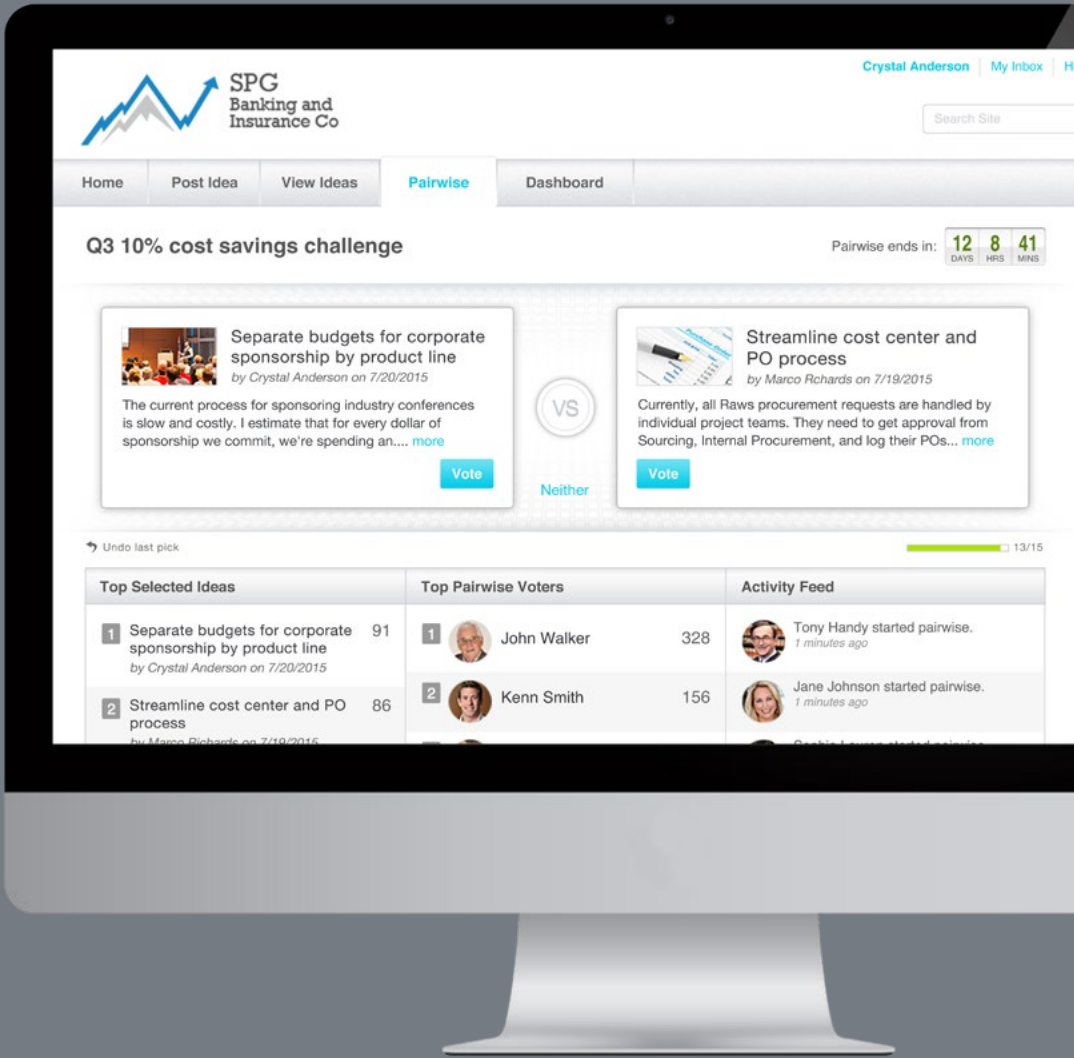 SPG
Banking and
Insurance Co
Crystal Anderson
My Inbox
Search Site
Home
Post Idea
View Ideas
Pairwise
Dashboard
Q3 10% cost savings challenge
Pairwise ends in:
12 8 41
DAYS HRS MINS
Separate budgets for corporate
sponsorship by product line
by Crystal Anderson on 7/20/2015
The current process for sponsoring industry conferences
is slow and costly. I estimate that for every dollar of
sponsorship we commit, we're spending an.... more
Vote
VS
Neither
Streamline cost center and
PO process
by Marco Rchards on 7/19/2015
Currently, all Raws procurement requests are handled by
individual project teams. They need to get approval from
Sourcing, Internal Procurement, and log their POs... more
Vote
Undo last pick
13/15
Top Selected Ideas
1 Separate budgets for corporate 91
sponsorship by product line
by Crystal Anderson on 7/20/2015
2 Streamline cost center and PO 86
process
by Marco Richards on 7/19/2015
Top Pairwise Voters
1 John Walker 328
2 Kenn Smith 156
Activity Feed
Tony Handy started pairwise.
1 minutes ago
Jane Johnson started pairwise.
1 minutes ago